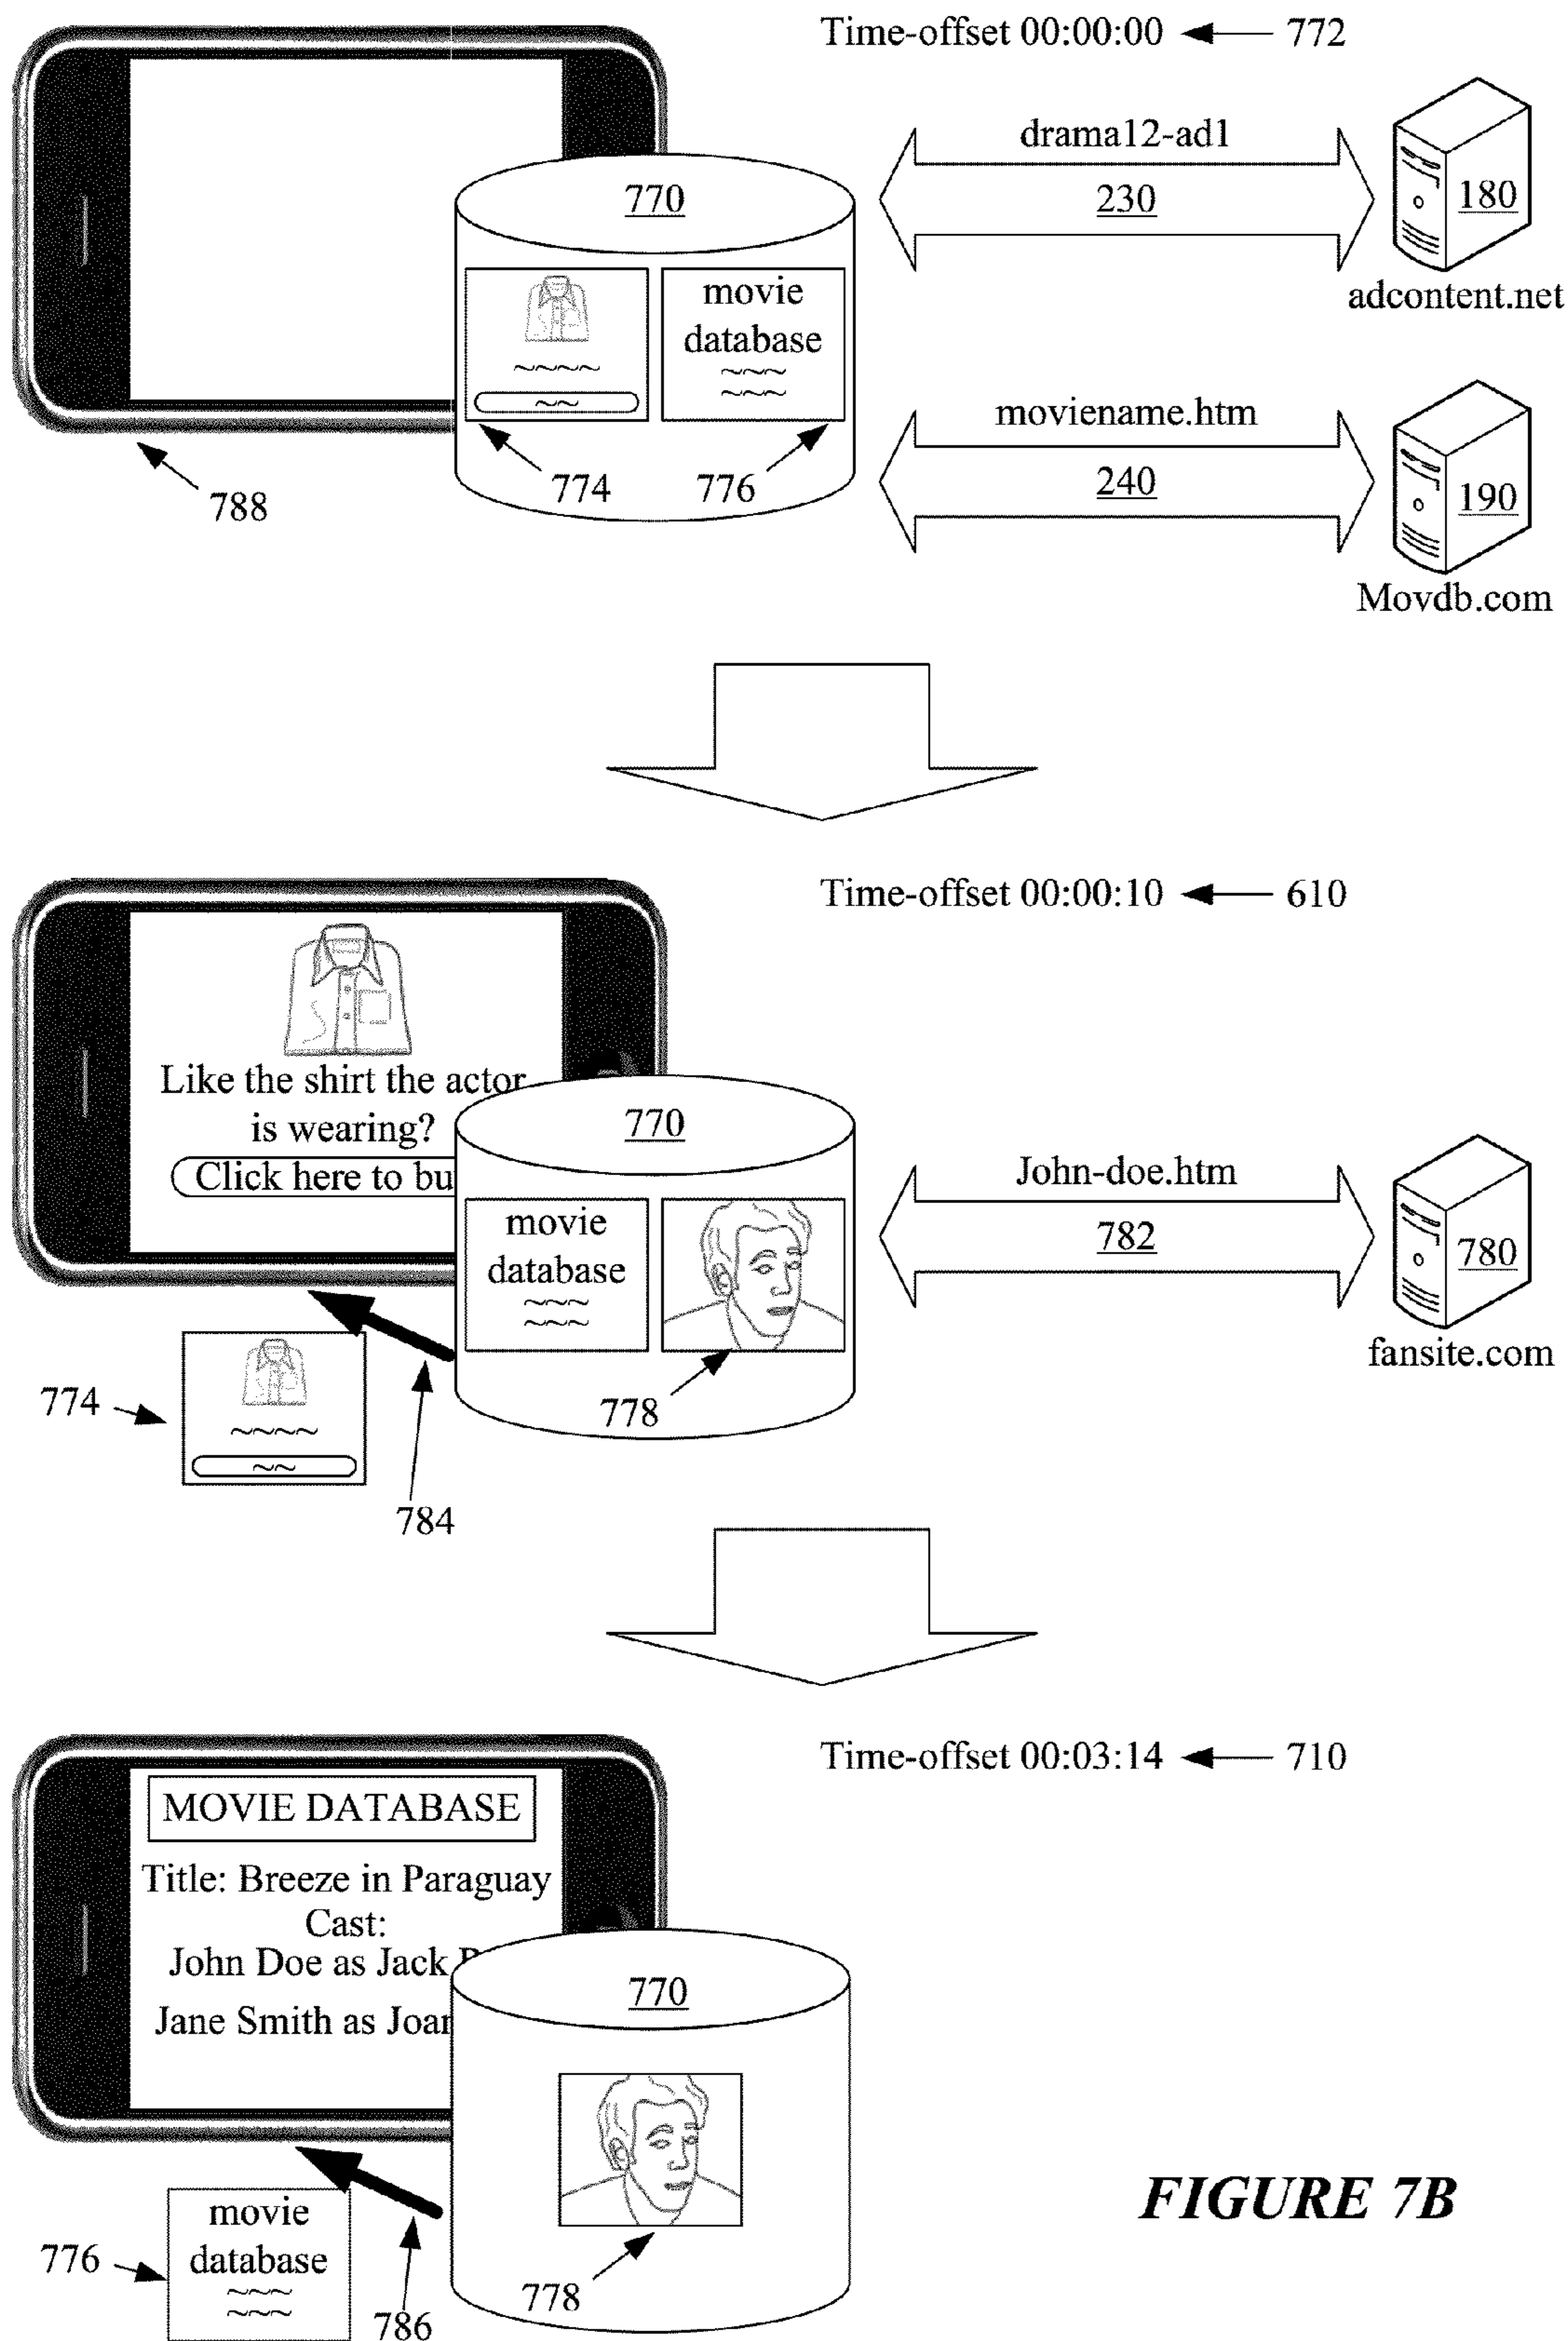 Time-offset 00:00:00
772
drama12-ad1
230
180
adcontent.net
770
movie
database
~~~~
~~~
~~~
~~
774
776
788
moviename.htm
240
190
Movdb.com
Time-offset 00:00:10
610
Like the shirt the actor
is wearing?
Click here to bu
770
movie
database
~~~
~~~
778
John-doe.htm
782
780
fansite.com
774
~~~~
~~
784
Time-offset 00:03:14
710
MOVIE DATABASE
Title: Breeze in Paraguay
Cast:
John Doe as Jack
Jane Smith as Joan
770
778
776
movie
database
~~~
~~~
786
FIGURE 7B